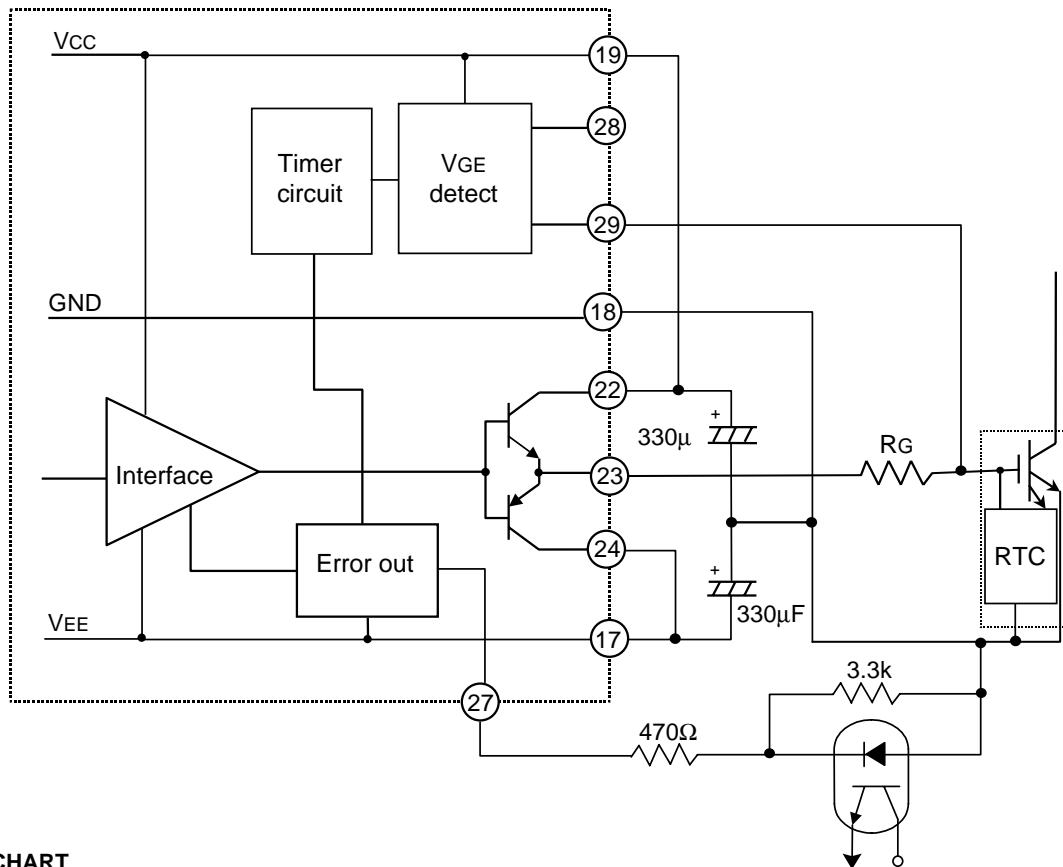 VCC
19
28
Timer
circuit
VGE
detect
29
GND
18
22
+
330µ
RG
Interface
23
24
Error out
+
330µF
RTC
VEE
17
3.3k
27
470Ω
CHART